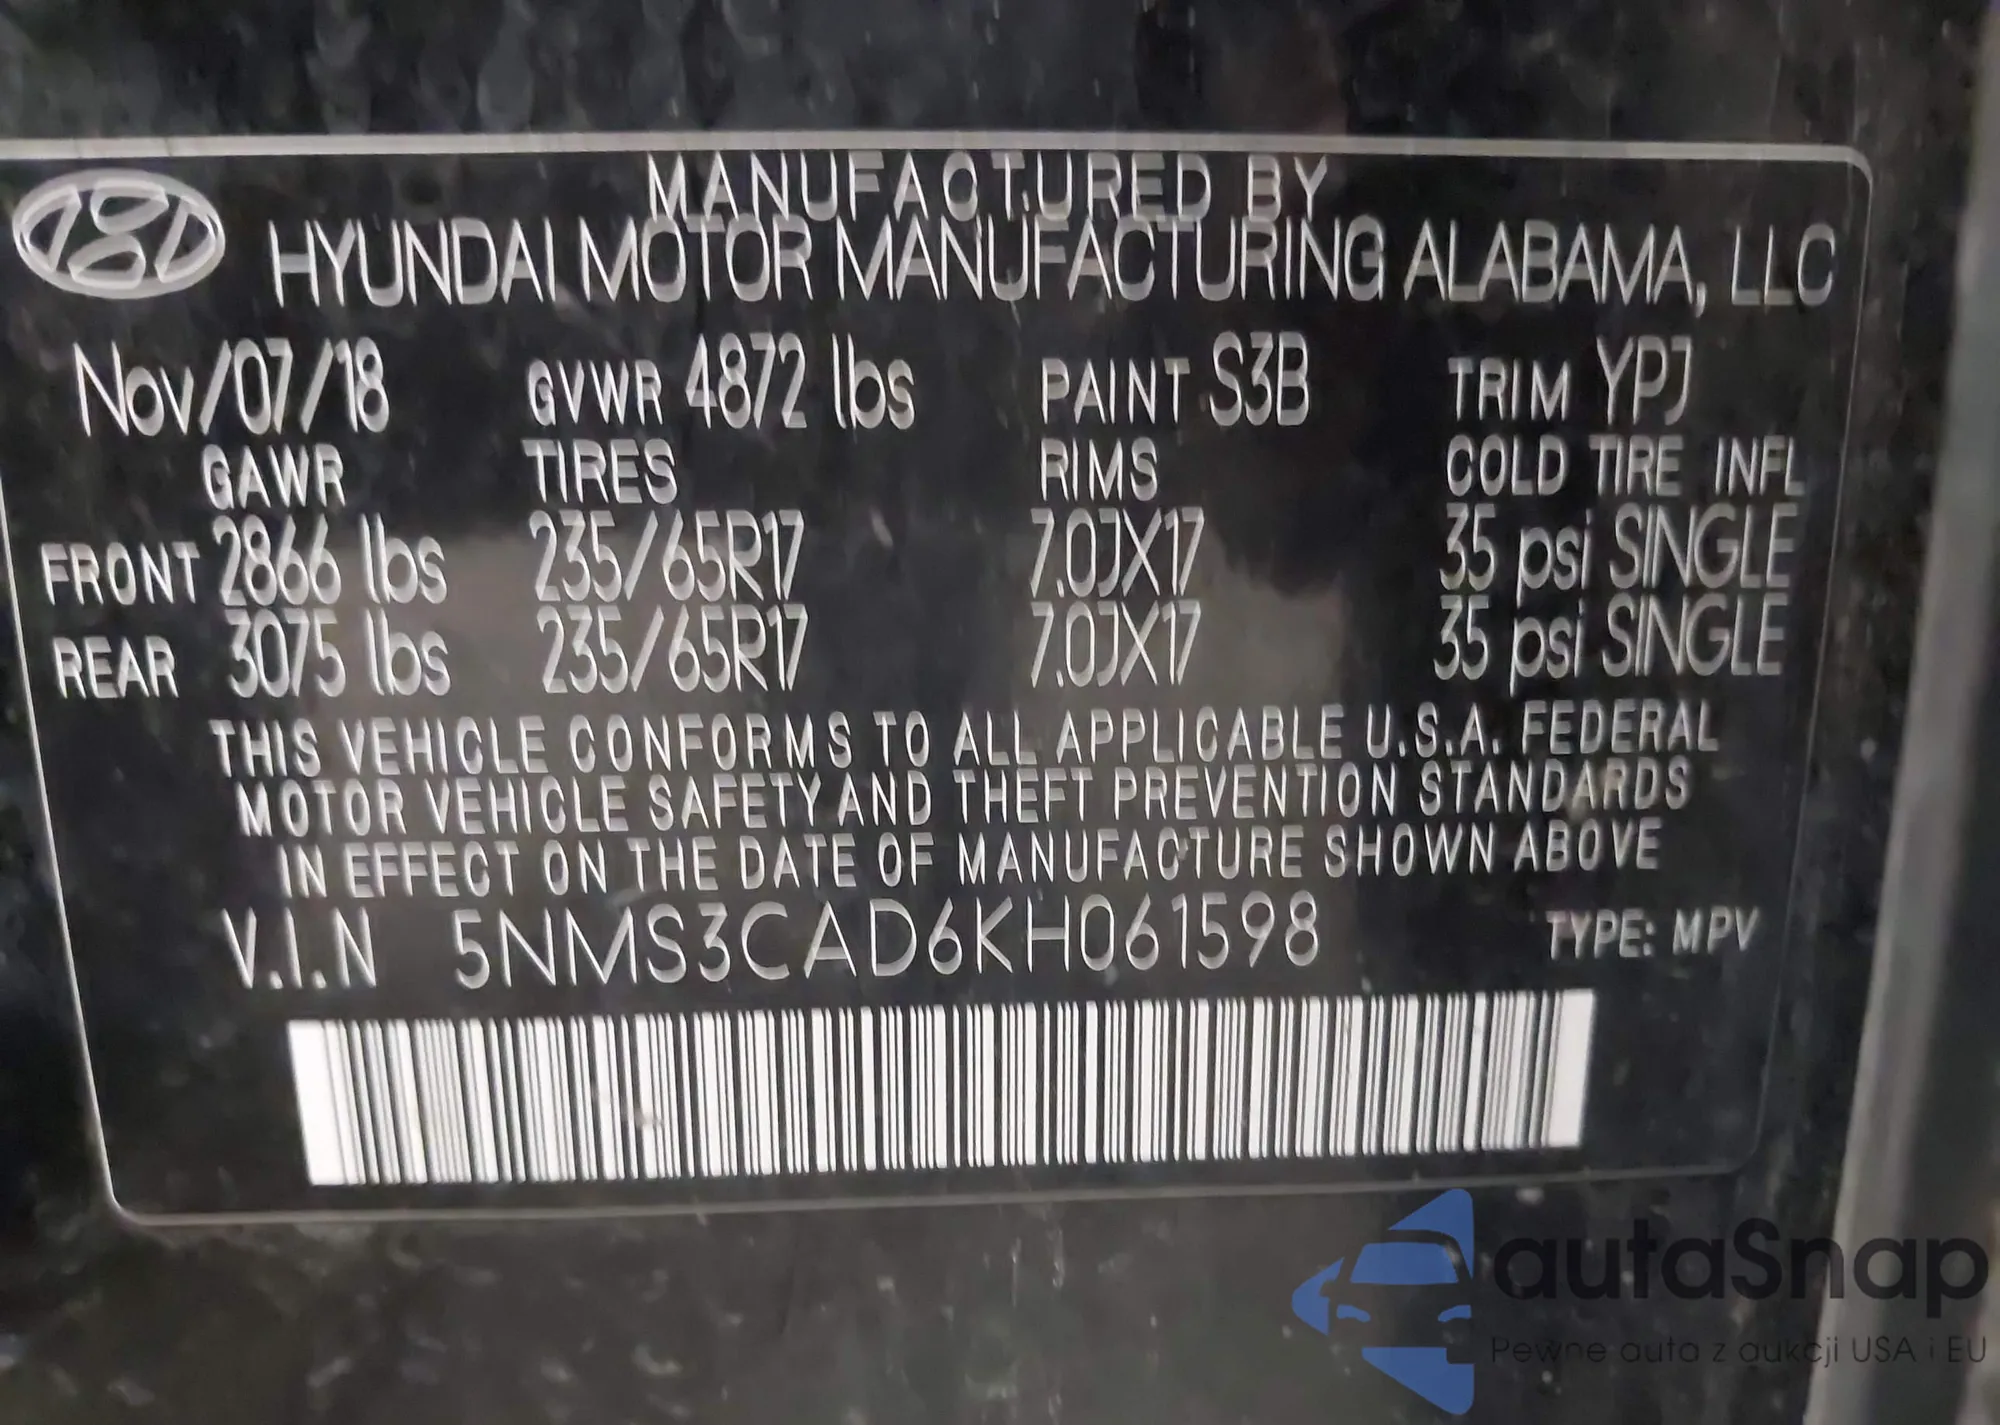 MANUFACTURED BY
HYUNDAI MOTOR MANUFACTURING ALABAMA, LLC
Nov/07/18 GVWR 4872 lbs PAINT S3B TRIM YPJ
GAWR TIRES RIMS COLD TIRE INFL
FRONT 2866 lbs 235/65R17 7.0JX17 35 psi SINGLE
REAR 3075 lbs 235/65R17 7.0JX17 35 psi SINGLE
THIS VEHICLE CONFORMS TO ALL APPLICABLE U.S.A. FEDERAL
MOTOR VEHICLE SAFETY AND THEFT PREVENTION STANDARDS
IN EFFECT ON THE DATE OF MANUFACTURE SHOWN ABOVE
V.I.N 5NMS3CAD6KH061598 TYPE: MPV
autaSnap
Pewne auta z aukcji USA i EU